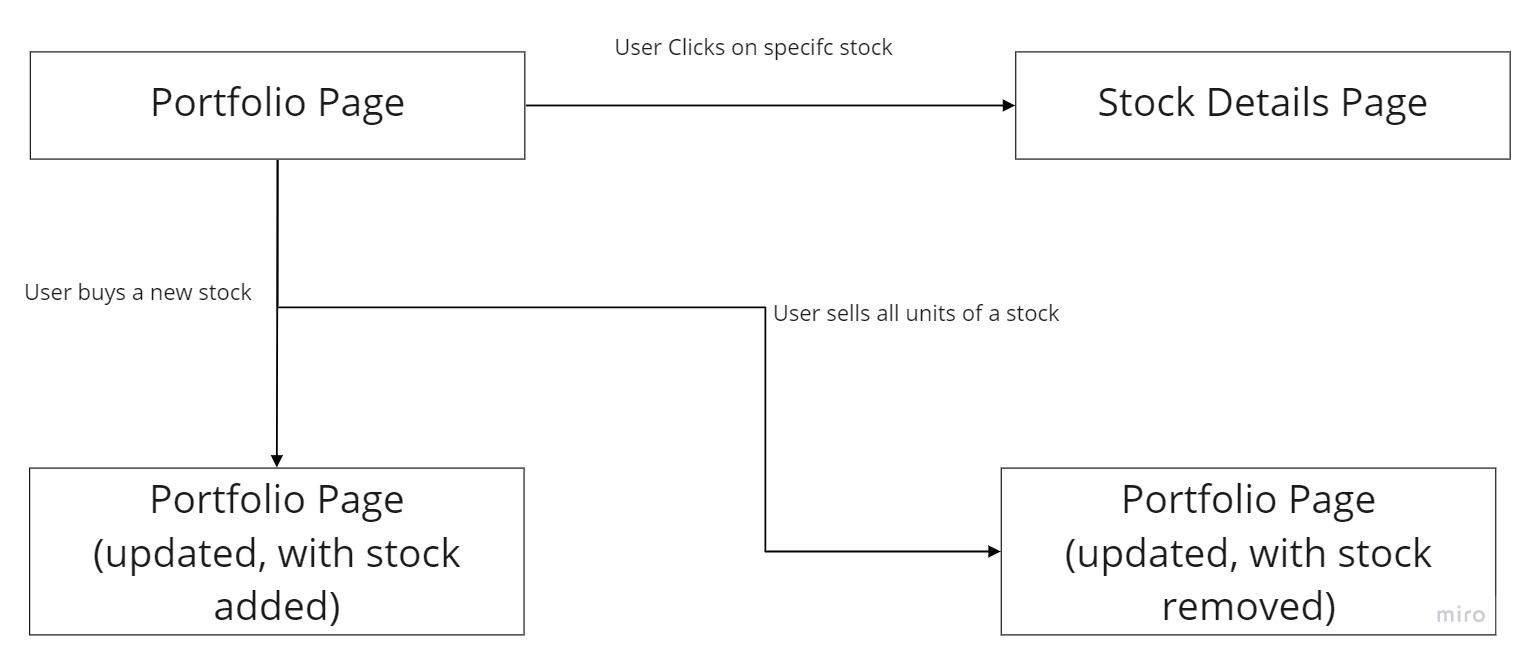 User Clicks on specifc stock
Portfolio Page
Stock Details Page
User buys a new stock
User sells all units of a stock
Portfolio Page
(updated, with stock
added)
Portfolio Page
(updated, with stock
removed)
miro